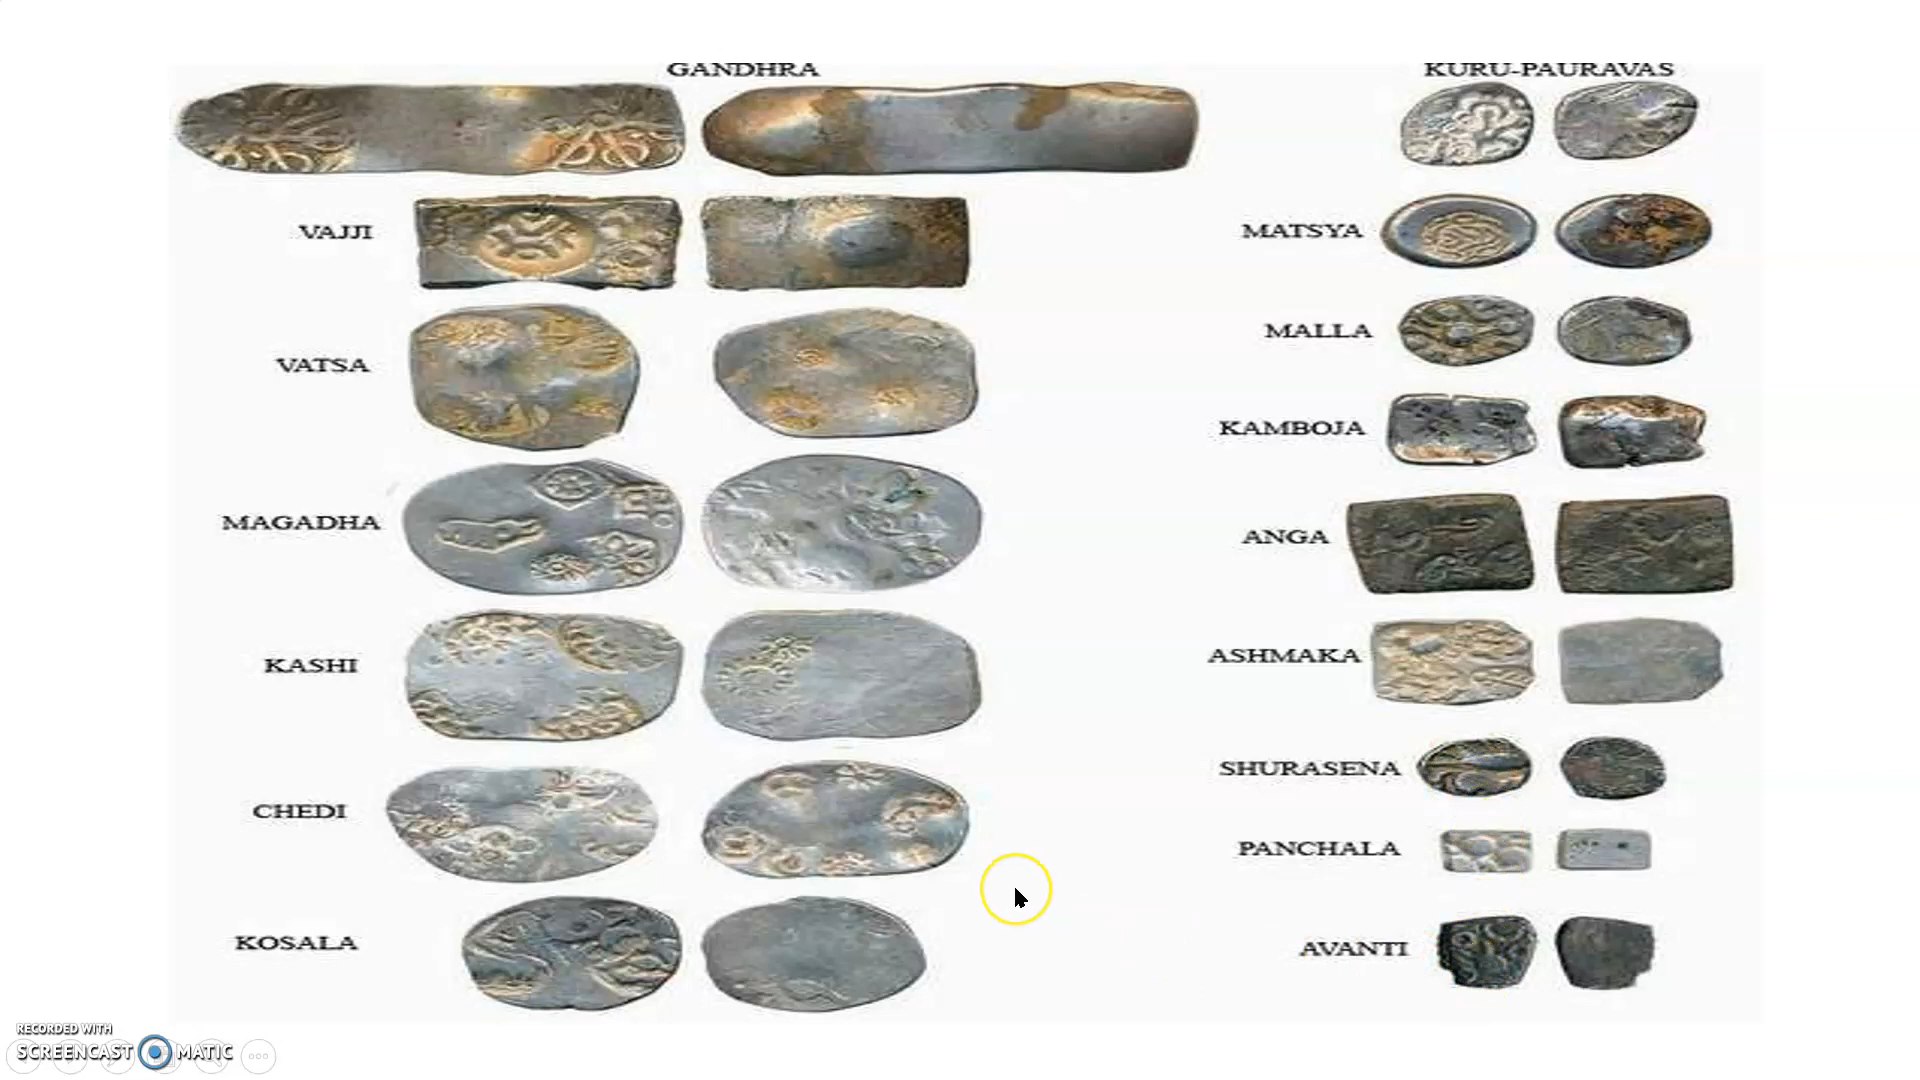 GANDHRA
VAJJI
VATSA
MAGADHA
KASHI
CHEDI
KOSALA
KURU-PAURAVAS
MATSYA
MALLA
KAMBOJA
ANGA
ASHMAKA
SHURASENA
PANCHALA
AVANTI
RECORDED WITH
SCREENCAST MATIC